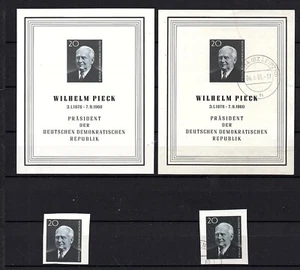 20
WILHELM PIECK
3.1.1876 - 7.9.1960
PRÄSIDENT
DER
DEUTSCHEN DEMOKRATISCHEN
REPUBLIK
20
WILHELM PIECK
3.1.1876 - 7.9.1960
PRÄSIDENT
DER
DEUTSCHEN DEMOKRATISCHEN
REPUBLIK
20
20